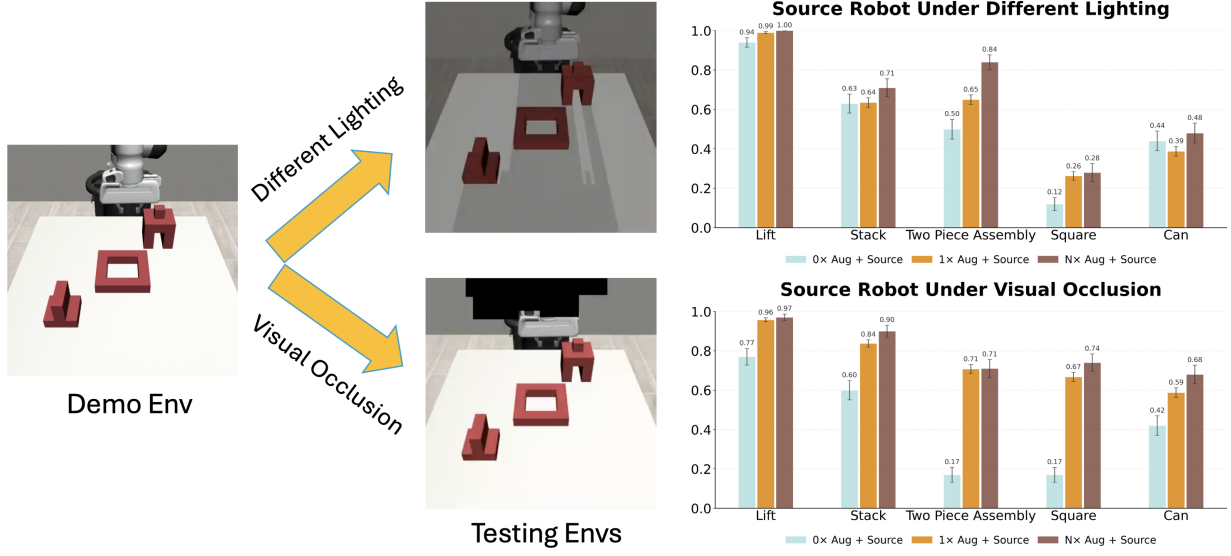 Demo Env
Different Lighting
Visual Occlusion
Testing Envs
Source Robot Under Different Lighting
1.0
0.8
0.6
0.4
0.2
0.0
0.94 0.99 1.00
0.63 0.64 0.71
0.50 0.65 0.84
0.12 0.26 0.28
0.44 0.39 0.48
Lift Stack Two Piece Assembly Square Can
0× Aug + Source 1× Aug + Source N× Aug + Source
Source Robot Under Visual Occlusion
1.0
0.8
0.6
0.4
0.2
0.0
0.77 0.96 0.97
0.60 0.84 0.90
0.17 0.71 0.71
0.17 0.67 0.74
0.42 0.59 0.68
Lift Stack Two Piece Assembly Square Can
0× Aug + Source 1× Aug + Source N× Aug + Source